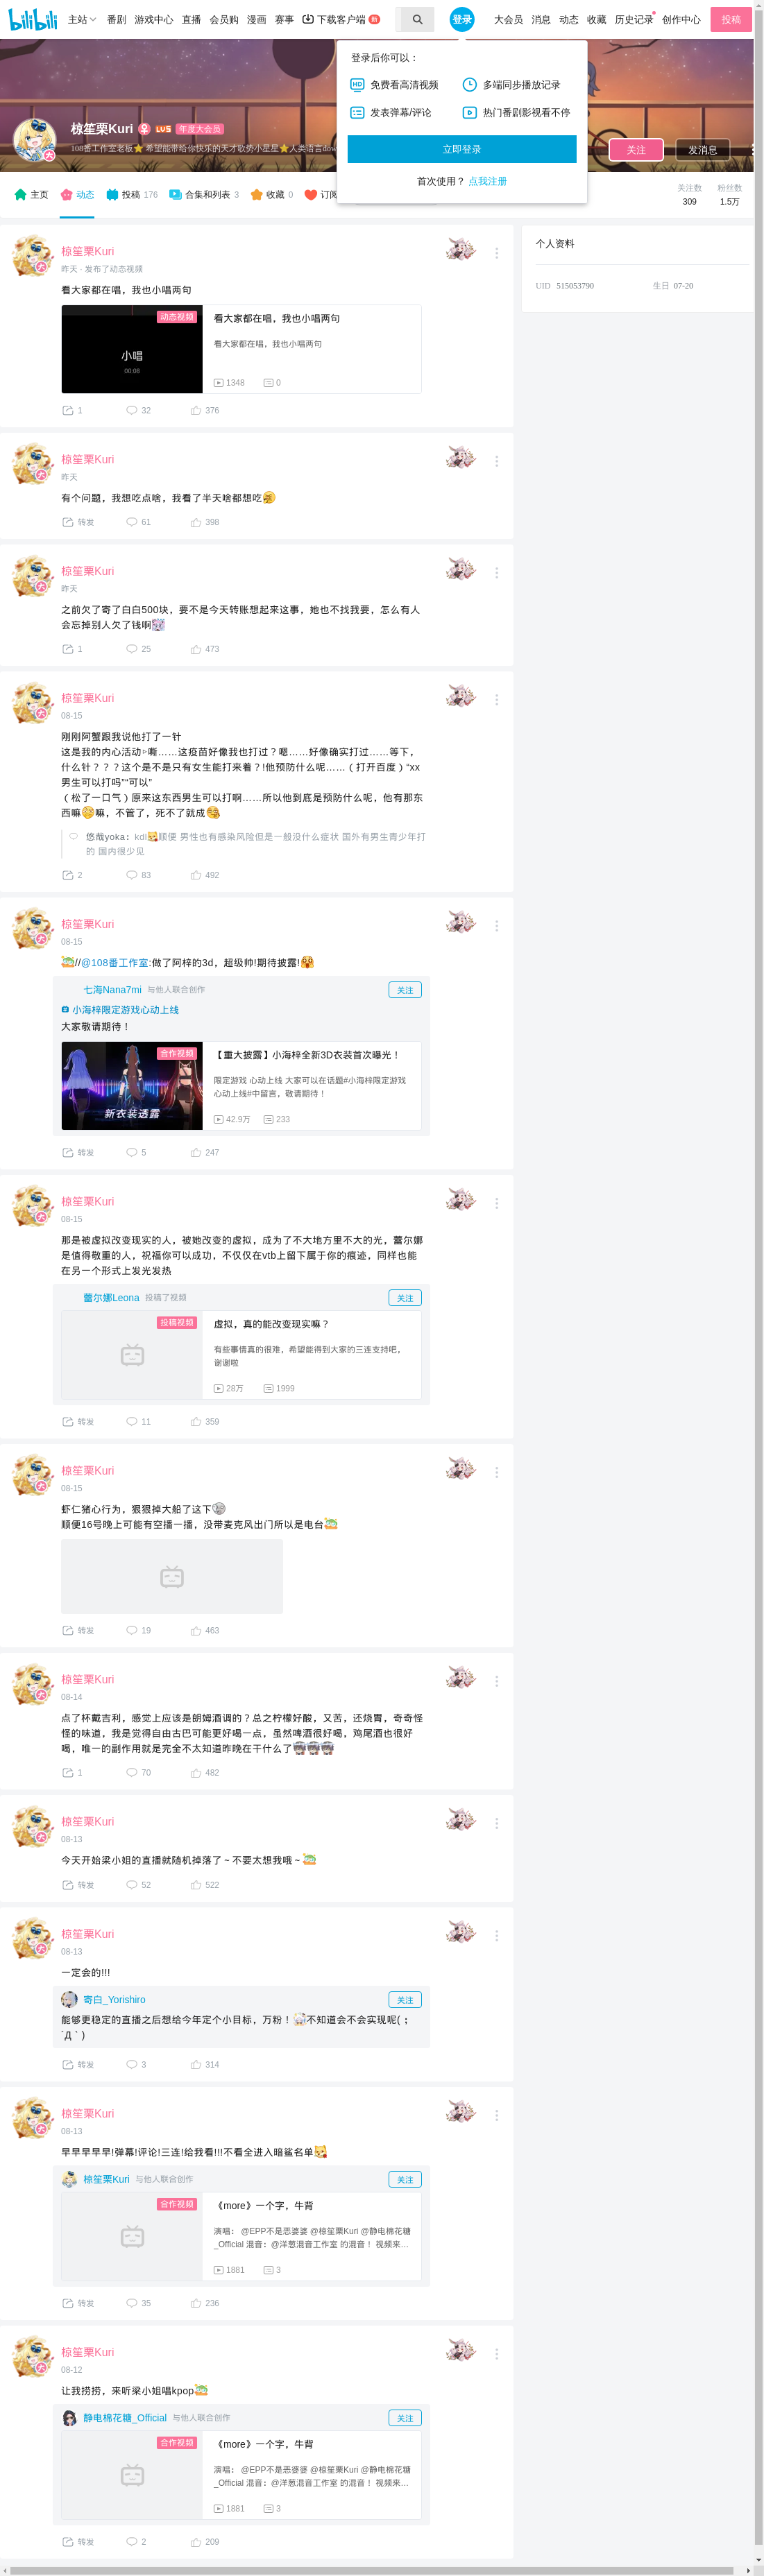 bilibili 主站 番剧 游戏中心 直播 会员购 漫画 赛事 下载客户端 新 登录 大会员 消息 动态 收藏 历史记录 创作中心 投稿
登录后你可以：
免费看高清视频 多端同步播放记录
发表弹幕/评论 热门番剧影视看不停
立即登录
首次使用？ 点我注册
椋笙栗Kuri LV5 年度大会员
108番工作室老板⭐ 希望能带给你快乐的天才歌势小星星⭐人类语言dow
关注 发消息
主页 动态 投稿 176 合集和列表 3 收藏 0 订阅
关注数 粉丝数
309 1.5万
个人资料
UID 515053790 生日 07-20
椋笙栗Kuri
昨天 · 发布了动态视频
看大家都在唱，我也小唱两句
动态视频
小唱
00:08
看大家都在唱，我也小唱两句
看大家都在唱，我也小唱两句
1348 0
1 32 376
椋笙栗Kuri
昨天
有个问题，我想吃点啥，我看了半天啥都想吃
转发 61 398
椋笙栗Kuri
昨天
之前欠了寄了白白500块，要不是今天转账想起来这事，她也不找我要，怎么有人
会忘掉别人欠了钱啊
1 25 473
椋笙栗Kuri
08-15
刚刚阿蟹跟我说他打了一针
这是我的内心活动▹嘶……这疫苗好像我也打过？嗯……好像确实打过……等下，
什么针？？？这个是不是只有女生能打来着？!他预防什么呢……（打开百度）“xx
男生可以打吗”“可以”
（松了一口气）原来这东西男生可以打啊……所以他到底是预防什么呢，他有那东
西嘛嘛，不管了，死不了就成
悠哉yoka： kdl顺便 男性也有感染风险但是一般没什么症状 国外有男生青少年打
的 国内很少见
2 83 492
椋笙栗Kuri
08-15
//@108番工作室:做了阿梓的3d，超级帅!期待披露!
七海Nana7mi 与他人联合创作 关注
小海梓限定游戏心动上线
大家敬请期待！
合作视频
新衣装透露
【重大披露】小海梓全新3D衣装首次曝光！
限定游戏 心动上线 大家可以在话题#小海梓限定游戏
心动上线#中留言，敬请期待！
42.9万 233
转发 5 247
椋笙栗Kuri
08-15
那是被虚拟改变现实的人，被她改变的虚拟，成为了不大地方里不大的光，蕾尔娜
是值得敬重的人，祝福你可以成功，不仅仅在vtb上留下属于你的痕迹，同样也能
在另一个形式上发光发热
蕾尔娜Leona 投稿了视频 关注
投稿视频
虚拟，真的能改变现实嘛？
有些事情真的很难，希望能得到大家的三连支持吧，
谢谢啦
28万 1999
转发 11 359
椋笙栗Kuri
08-15
虾仁猪心行为，狠狠掉大船了这下
顺便16号晚上可能有空播一播，没带麦克风出门所以是电台
转发 19 463
椋笙栗Kuri
08-14
点了杯戴吉利，感觉上应该是朗姆酒调的？总之柠檬好酸，又苦，还烧胃，奇奇怪
怪的味道，我是觉得自由古巴可能更好喝一点，虽然啤酒很好喝，鸡尾酒也很好
喝，唯一的副作用就是完全不太知道昨晚在干什么了
1 70 482
椋笙栗Kuri
08-13
今天开始梁小姐的直播就随机掉落了～不要太想我哦～
转发 52 522
椋笙栗Kuri
08-13
一定会的!!!
寄白_Yorishiro 关注
能够更稳定的直播之后想给今年定个小目标，万粉！不知道会不会实现呢(；
´Д｀)
转发 3 314
椋笙栗Kuri
08-13
早早早早早!弹幕!评论!三连!给我看!!!不看全进入暗鲨名单
椋笙栗Kuri 与他人联合创作 关注
合作视频
《more》一个字，牛背
演唱： @EPP不是恶婆婆 @椋笙栗Kuri @静电棉花糖
_Official 混音：@洋葱混音工作室 的混音！ 视频来...
1881 3
转发 35 236
椋笙栗Kuri
08-12
让我捞捞，来听梁小姐唱kpop
静电棉花糖_Official 与他人联合创作 关注
合作视频
《more》一个字，牛背
演唱： @EPP不是恶婆婆 @椋笙栗Kuri @静电棉花糖
_Official 混音：@洋葱混音工作室 的混音！ 视频来...
1881 3
转发 2 209